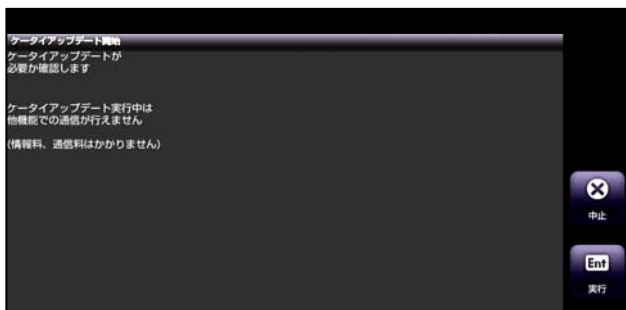 ケータイアップデート開始
ケータイアップデートが
必要か確認します
ケータイアップデート実行中は
他機能での通信が行えません
(情報料、通信料はかかりません)
中止
Ent
実行